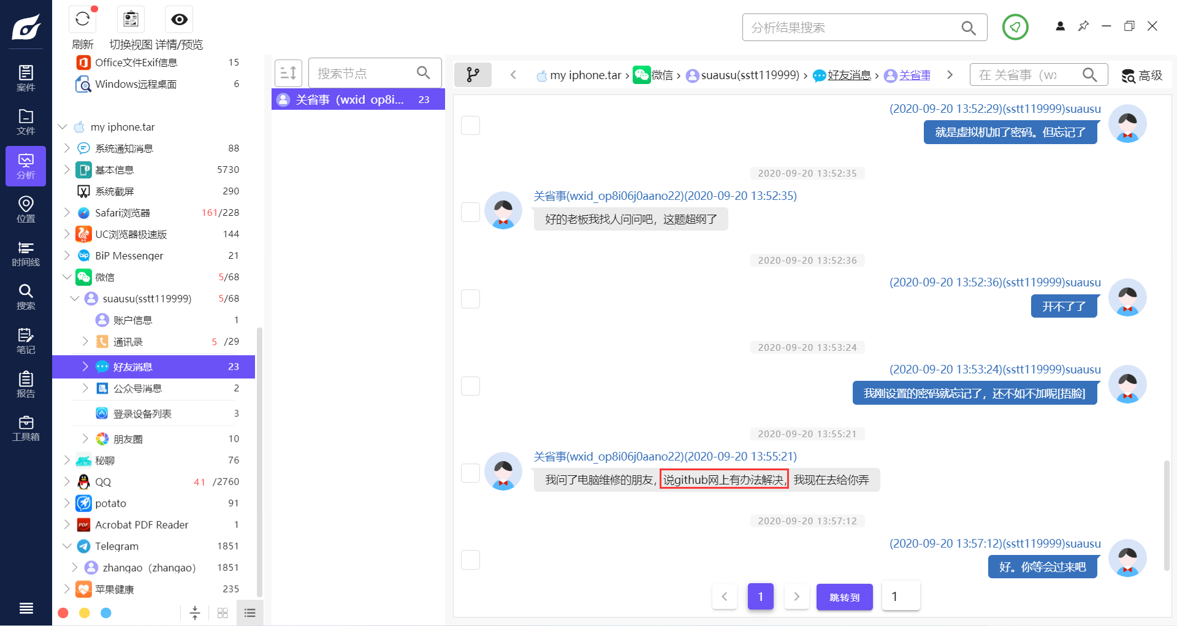 刷新
切换视图
详情/预览
分析结果搜索
案件
文件
分析
位置
时间线
搜索
笔记
报告
工具箱
Office文件Exif信息 15
Windows远程桌面 6
my iphone.tar
系统通知消息 88
基本信息 5730
系统截屏 290
Safari浏览器 161/228
UC浏览器极速版 144
BiP Messenger 21
微信 5/68
suausu(sstt119999) 5/68
账户信息 1
通讯录 5 /29
好友消息 23
公众号消息 2
登录设备列表 3
朋友圈 10
秘聊 76
QQ 41 /2760
potato 91
Acrobat PDF Reader 1
Telegram 1851
zhangao（zhangao） 1851
苹果健康 235
搜索节点
关省事（wxid_op8i... 23
my iphone.tar › 微信 › suausu(sstt119999) › 好友消息 › 关省事
在 关省事（wx
高级
(2020-09-20 13:52:29)(sstt119999)suausu
就是虚拟机加了密码。但忘记了
2020-09-20 13:52:35
关省事(wxid_op8i06j0aano22)(2020-09-20 13:52:35)
好的老板我找人问问吧，这题超纲了
2020-09-20 13:52:36
(2020-09-20 13:52:36)(sstt119999)suausu
开不了了
2020-09-20 13:53:24
(2020-09-20 13:53:24)(sstt119999)suausu
我刚设置的密码就忘记了，还不如不加呢[捂脸]
2020-09-20 13:55:21
关省事(wxid_op8i06j0aano22)(2020-09-20 13:55:21)
我问了电脑维修的朋友，说github网上有办法解决，我现在去给你弄
2020-09-20 13:57:12
(2020-09-20 13:57:12)(sstt119999)suausu
好。你等会过来吧
1
跳转到
1